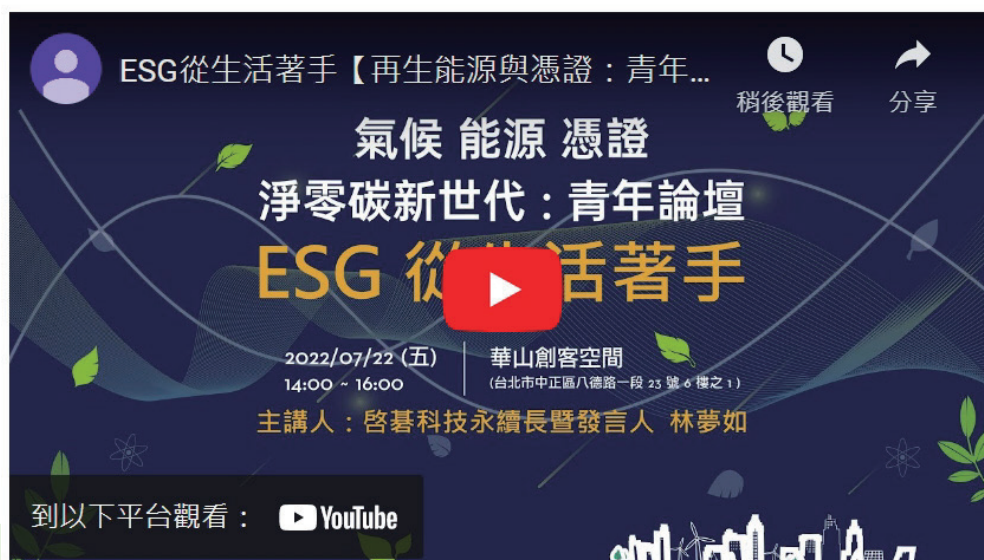 ESG從生活著手【再生能源與憑證：青年...
稍後觀看
分享
氣候 能源 憑證
淨零碳新世代：青年論壇
ESG 從生活著手
2022/07/22 (五)
14:00 ~ 16:00
華山創客空間
(台北市中正區八德路一段 23 號 6 樓之 1 )
主講人：啓碁科技永續長暨發言人 林夢如
到以下平台觀看： YouTube